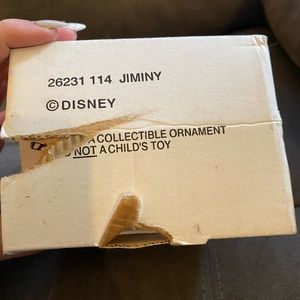 26231 114 JIMINY
©DISNEY
A COLLECTIBLE ORNAMENT
NOT A CHILD'S TOY